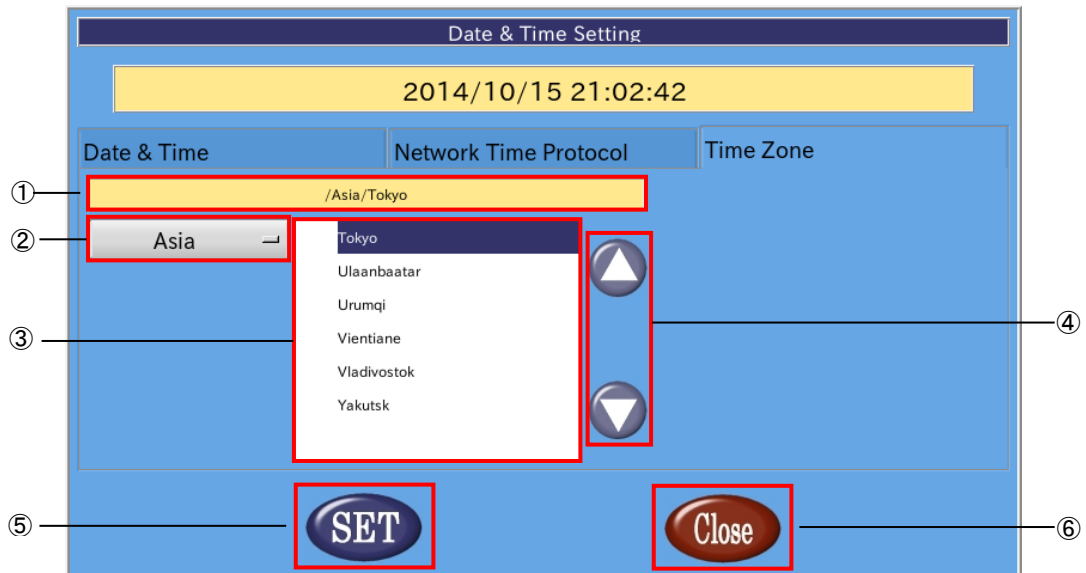 Date & Time Setting
2014/10/15 21:02:42
Date & Time Network Time Protocol Time Zone
① /Asia/Tokyo
② Asia Tokyo
Ulaanbaatar
Urumqi
③ Vientiane ④
Vladivostok
Yakutsk
⑤ SET Close ⑥